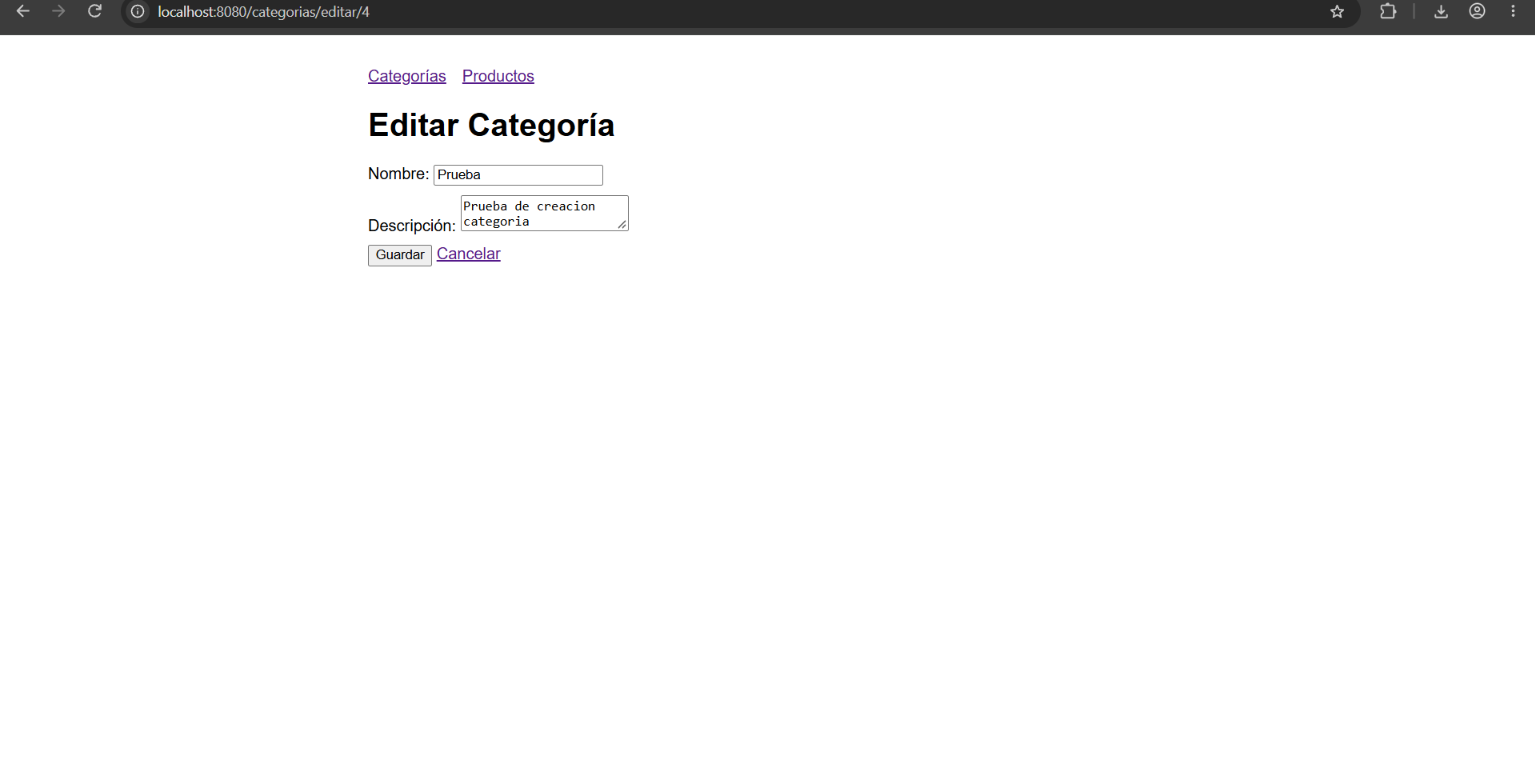 localhost:8080/categorias/editar/4
Categorías Productos
Editar Categoría
Nombre: Prueba
Descripción: Prueba de creacion
categoria
Guardar Cancelar